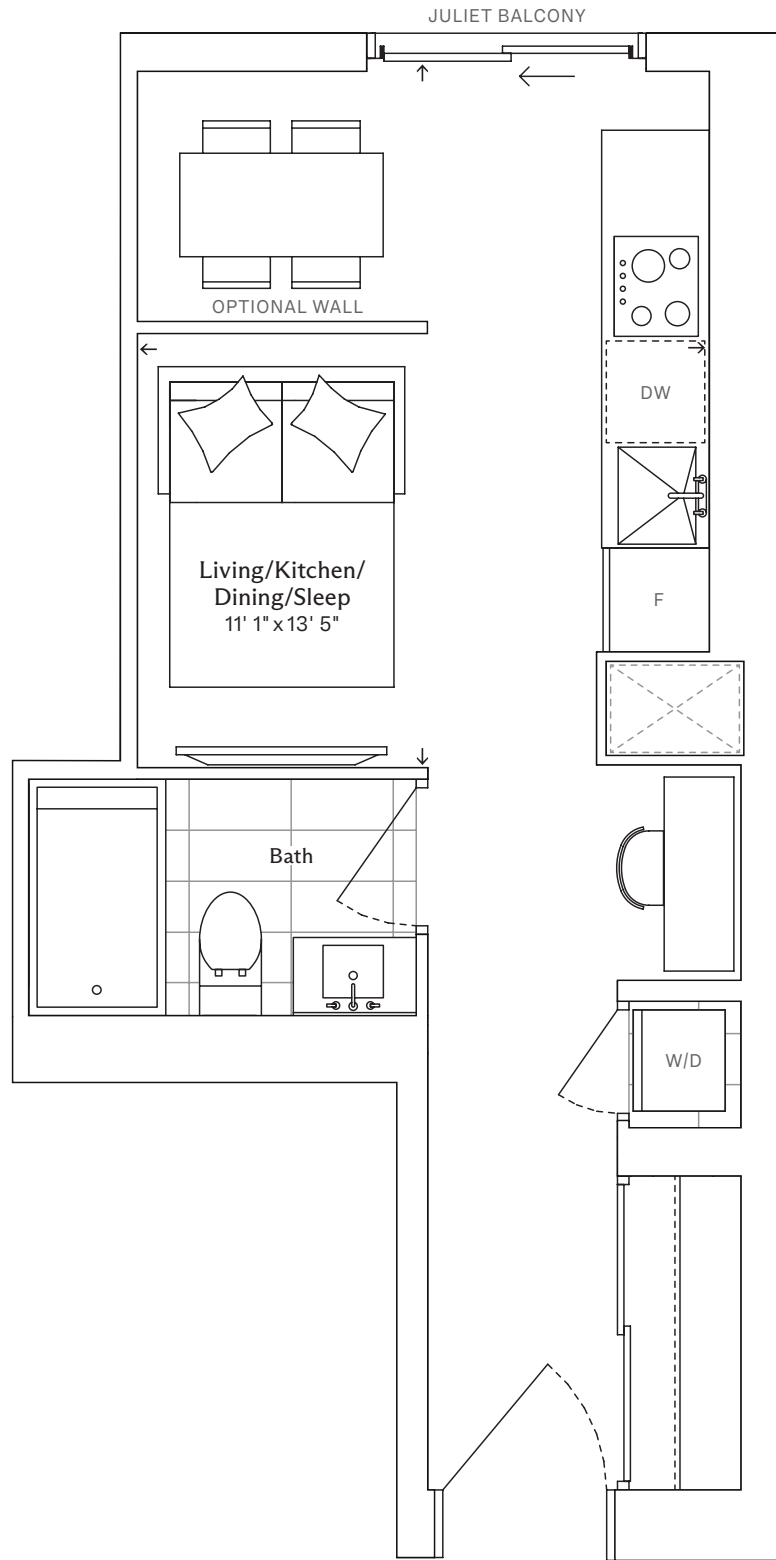 JULIET BALCONY
OPTIONAL WALL
DW
Living/Kitchen/
Dining/Sleep
11' 1" x 13' 5"
F
Bath
W/D